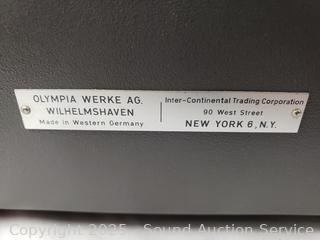 OLYMPIA WERKE AG.
WILHELMSHAVEN
Made in Western Germany
Inter-Continental Trading Corporation
90 West Street
NEW YORK 6, N.Y.
Copyright 2025 - Sound Auction Service